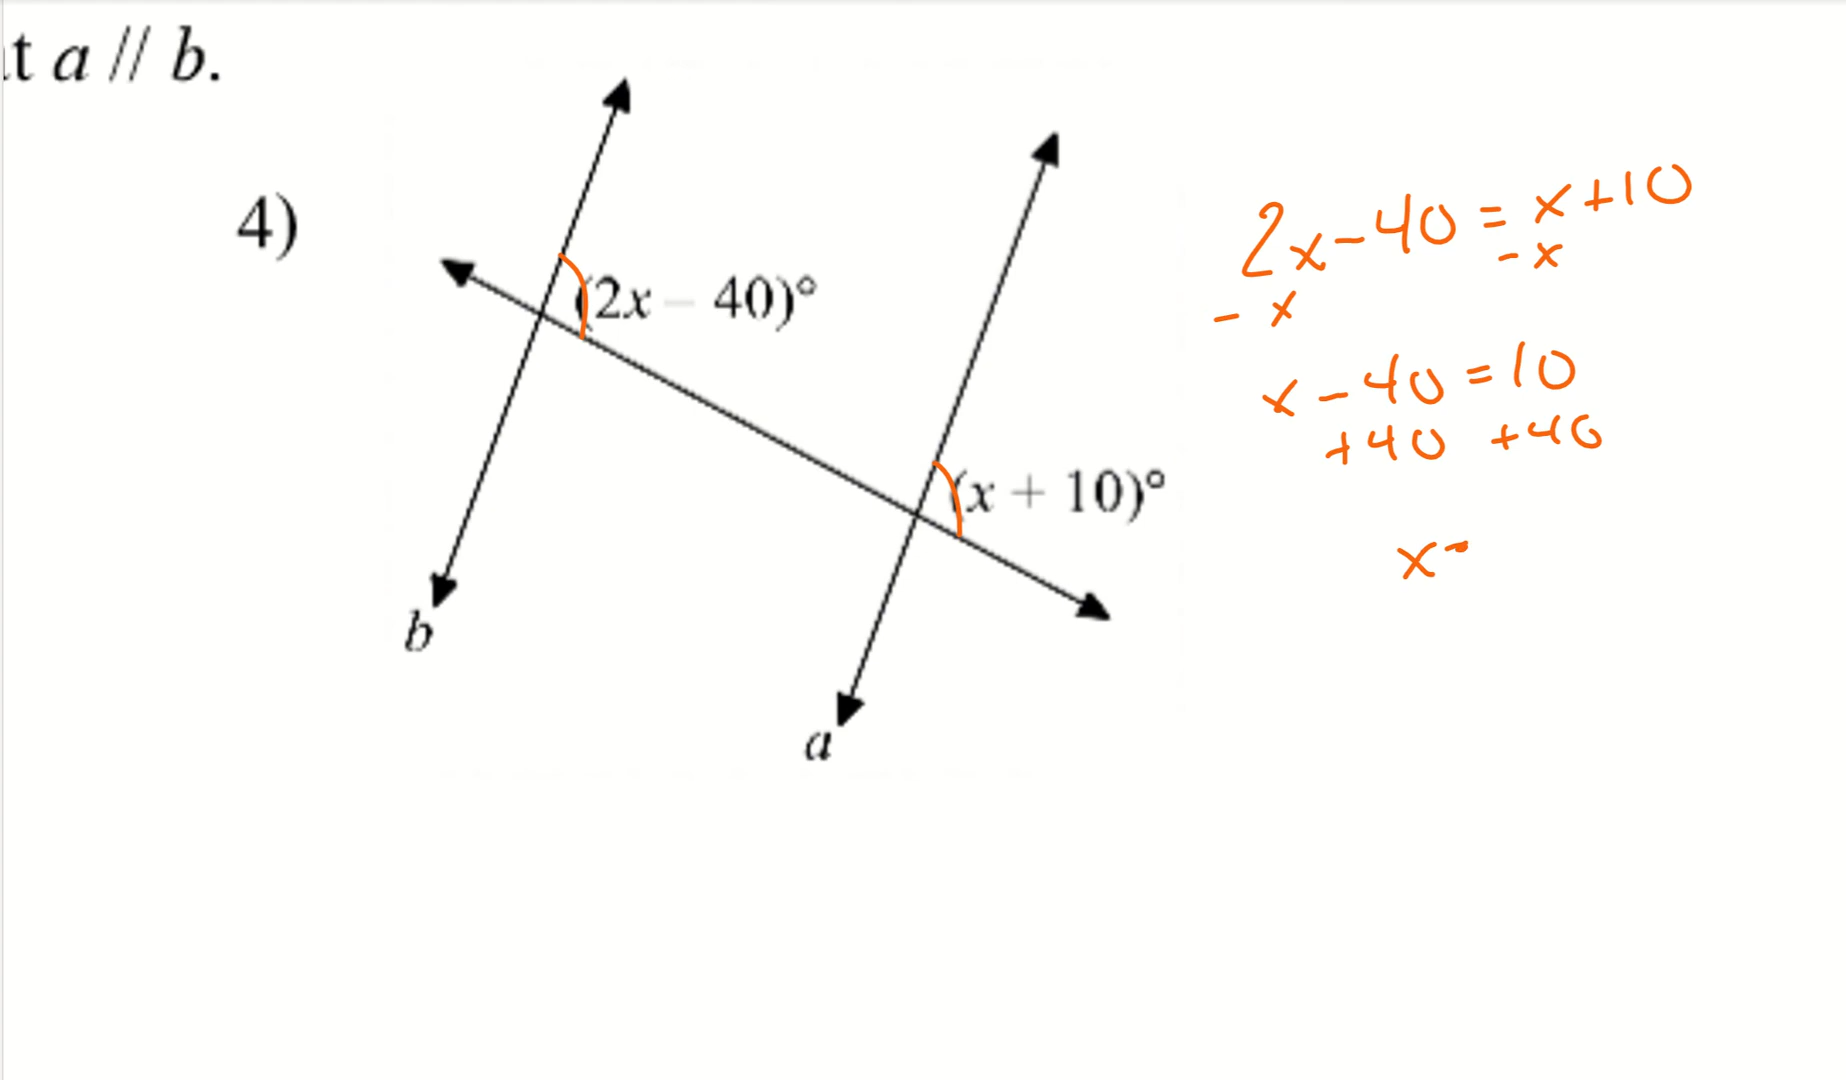 t a // b.
4)
(2x – 40)°
(x + 10)°
b
a
2x-40=x+10
-x -x
x-40=10
+40 +40
x=